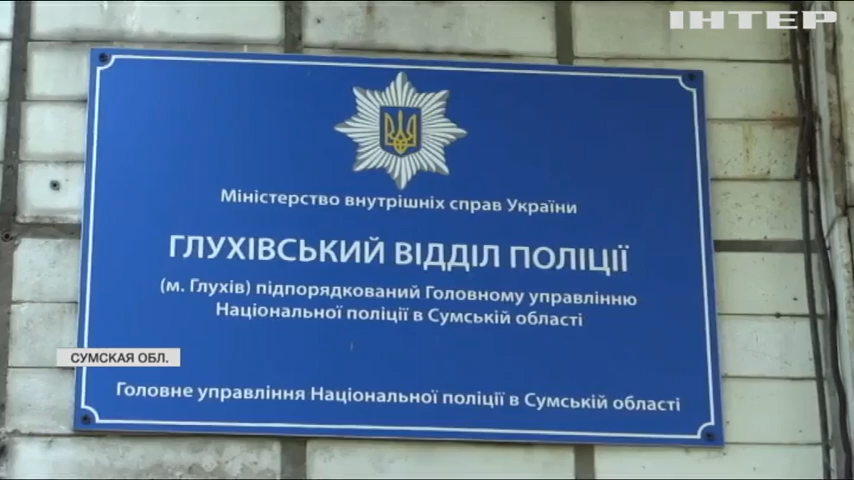 ІНТЕР
Міністерство внутрішніх справ України
ГЛУХІВСЬКИЙ ВІДДІЛ ПОЛІЦІЇ
(м. Глухів) підпорядкований Головному управлінню
Національної поліції в Сумській області
СУМСКАЯ ОБЛ.
Головне управління Національної поліції в Сумській області